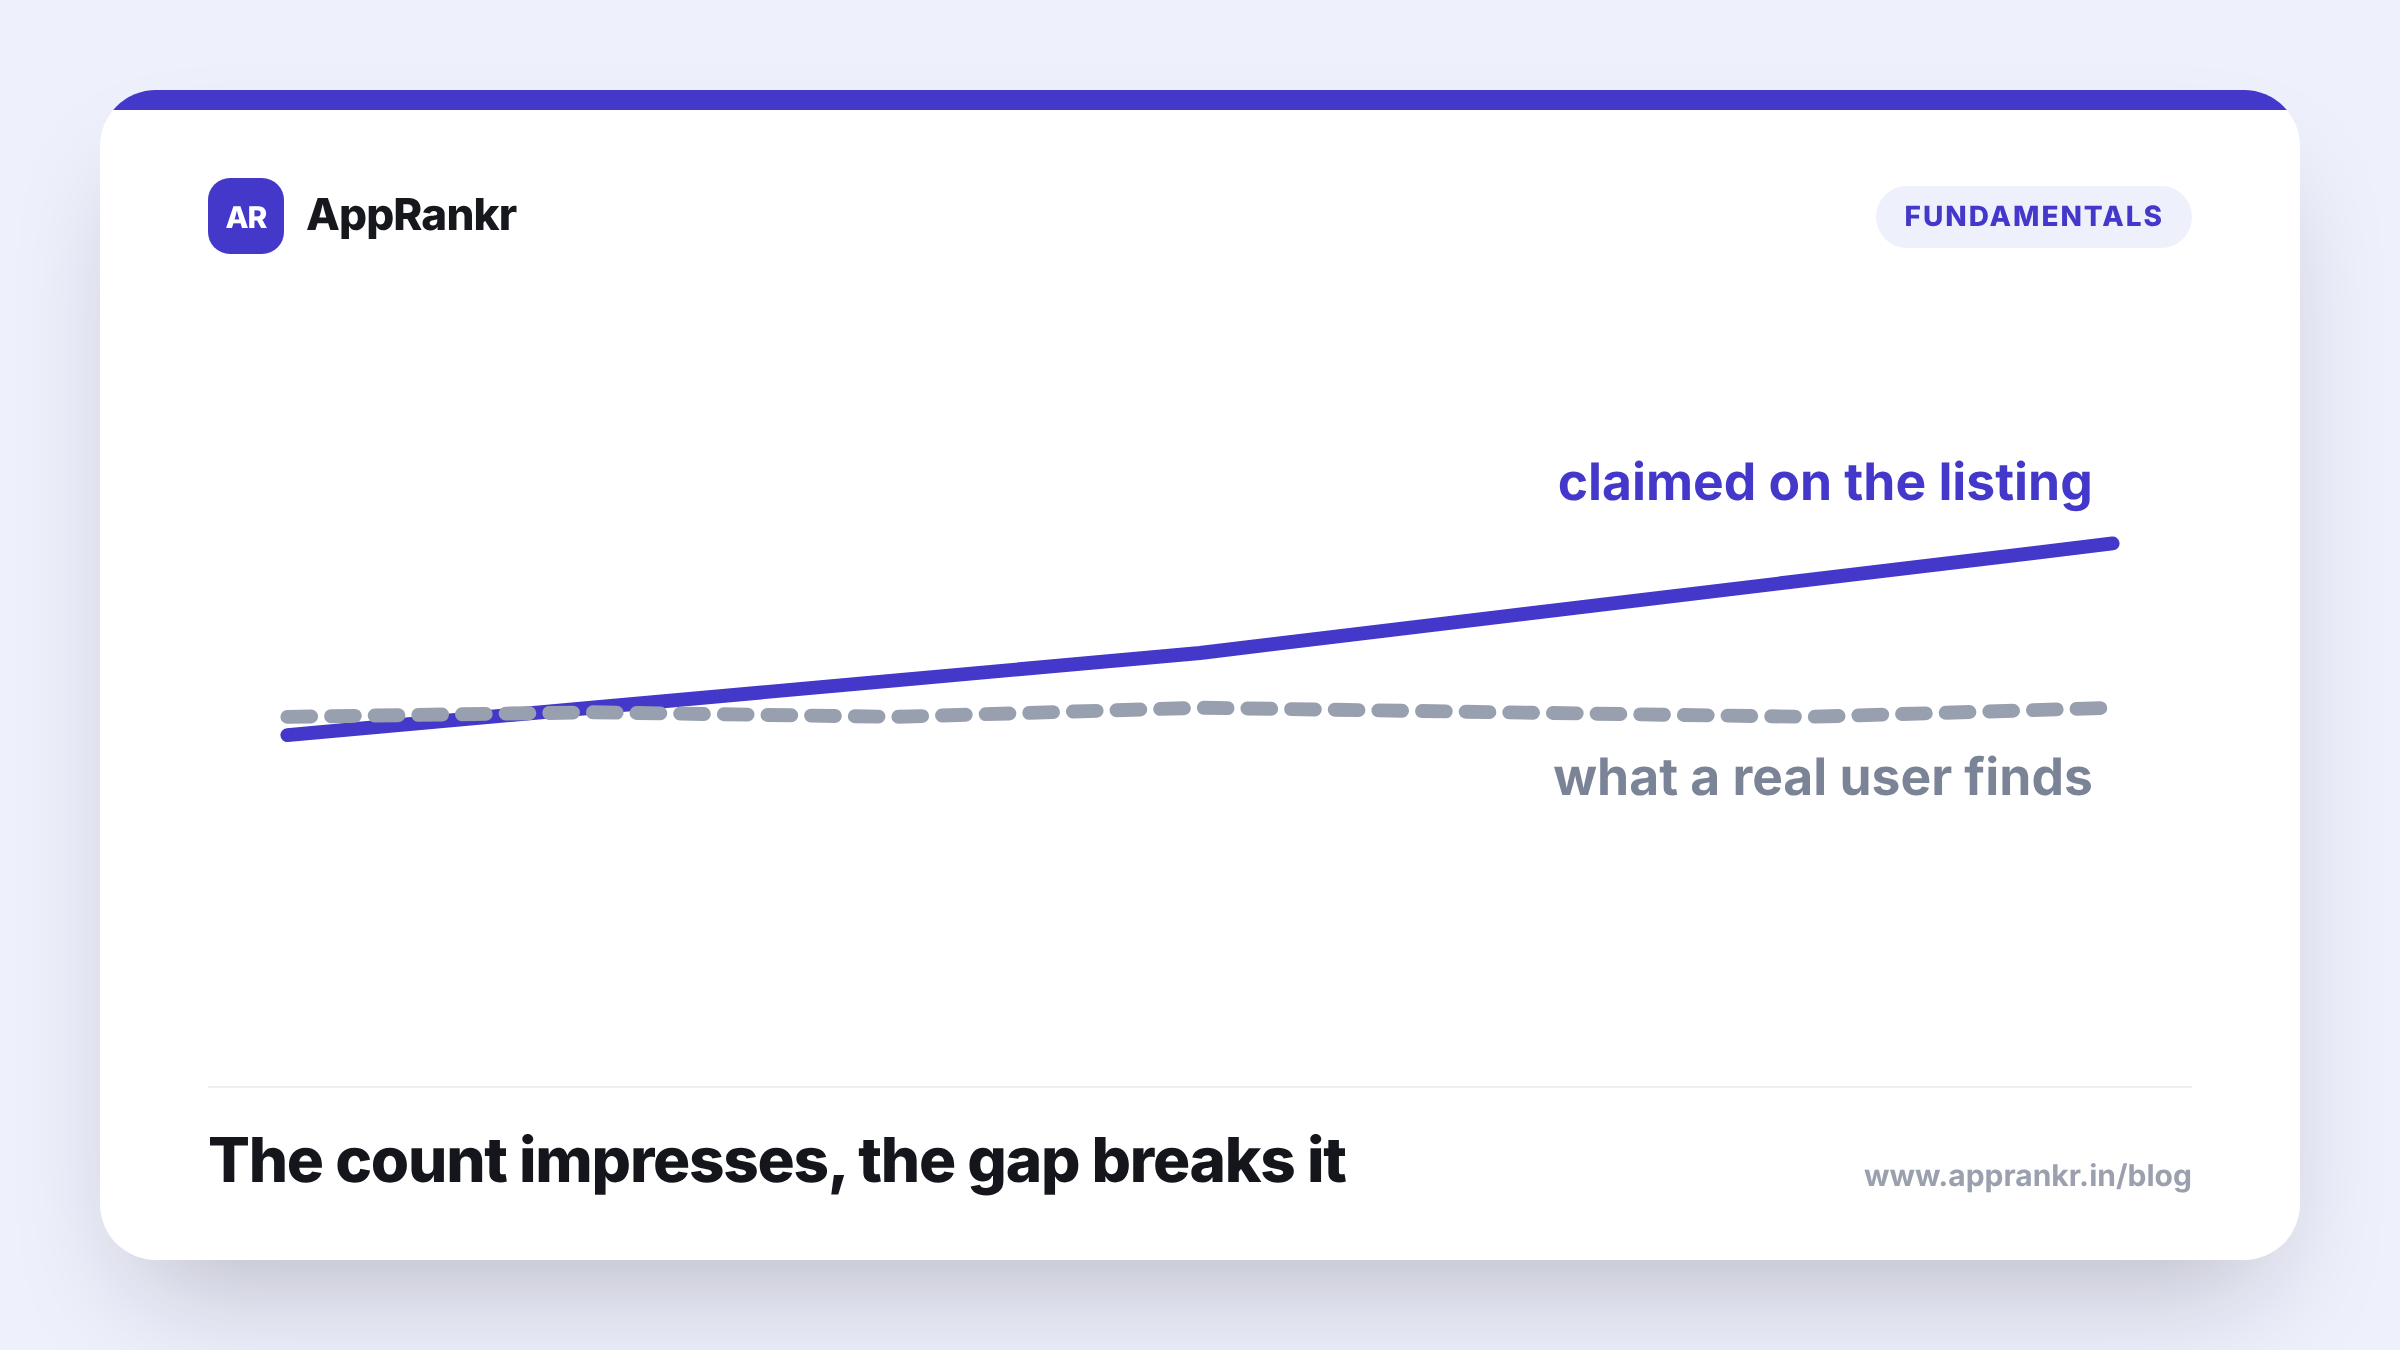 AR AppRankr
FUNDAMENTALS
claimed on the listing
what a real user finds
The count impresses, the gap breaks it
www.apprankr.in/blog